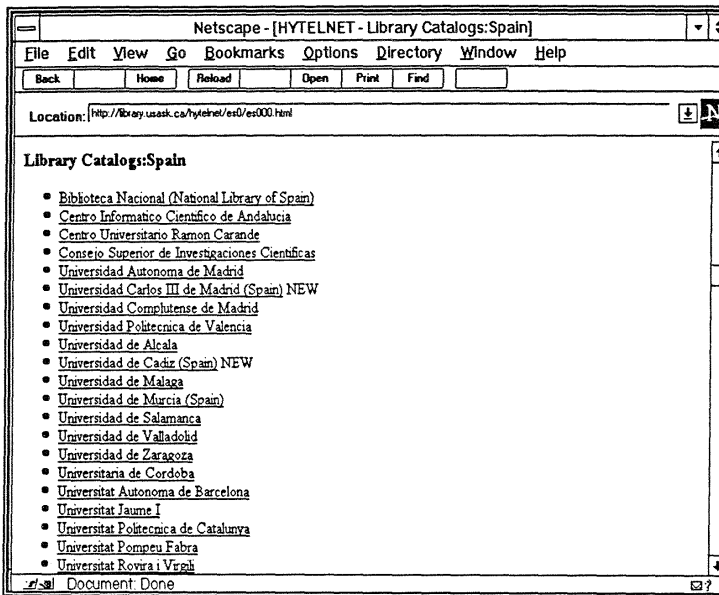 Netscape - [HYTELNET - Library Catalogs:Spain]
File Edit View Go Bookmarks Options Directory Window Help
Back Home Reload Open Print Find
Location: http://library.usask.ca/hytelnet/es0/es000.html
N
Library Catalogs:Spain
Biblioteca Nacional (National Library of Spain)
Centro Informatico Cientifico de Andalucia
Centro Universitario Ramon Carande
Consejo Superior de Investigaciones Cientificas
Universidad Autonoma de Madrid
Universidad Carlos III de Madrid (Spain) NEW
Universidad Complutense de Madrid
Universidad Politecnica de Valencia
Universidad de Alcala
Universidad de Cadiz (Spain) NEW
Universidad de Malaga
Universidad de Murcia (Spain)
Universidad de Salamanca
Universidad de Valladolid
Universidad de Zaragoza
Universitaria de Cordoba
Universitat Autonoma de Barcelona
Universitat Jaume I
Universitat Politecnica de Catalunya
Universitat Pompeu Fabra
Universitat Rovira i Virgili
Document: Done
?